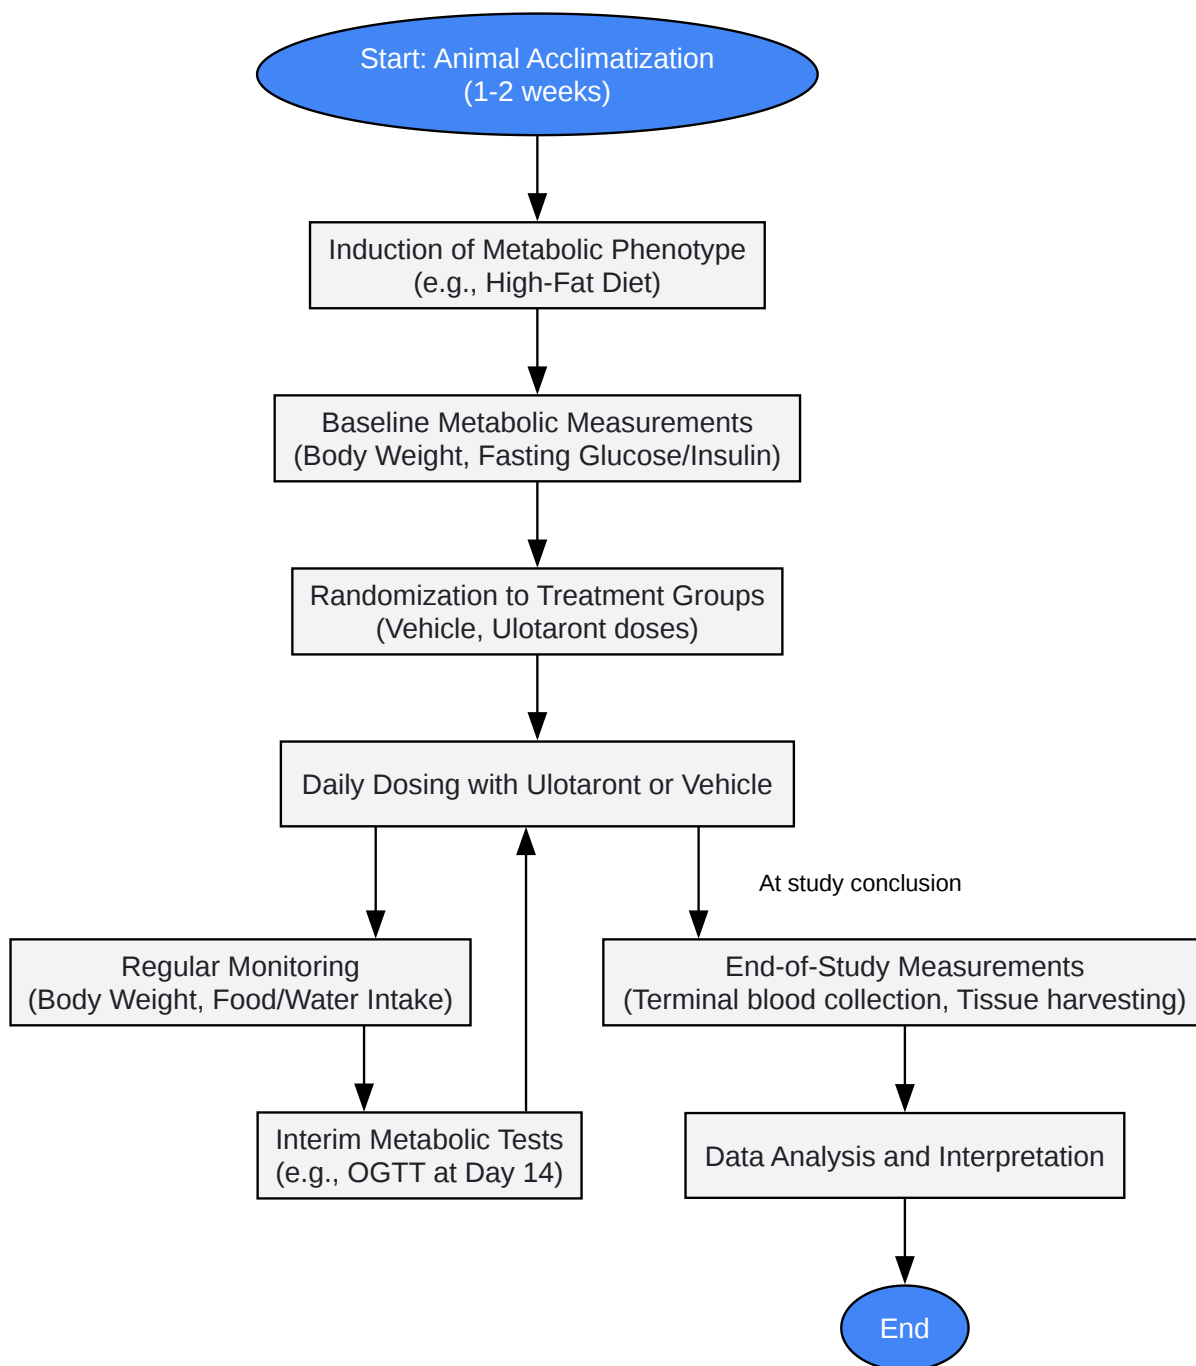 Start: Animal Acclimatization
(1-2 weeks)
Induction of Metabolic Phenotype
(e.g., High-Fat Diet)
Baseline Metabolic Measurements
(Body Weight, Fasting Glucose/Insulin)
Randomization to Treatment Groups
(Vehicle, Ulotaront doses)
Daily Dosing with Ulotaront or Vehicle
At study conclusion
Regular Monitoring
(Body Weight, Food/Water Intake)
End-of-Study Measurements
(Terminal blood collection, Tissue harvesting)
Interim Metabolic Tests
(e.g., OGTT at Day 14)
Data Analysis and Interpretation
End